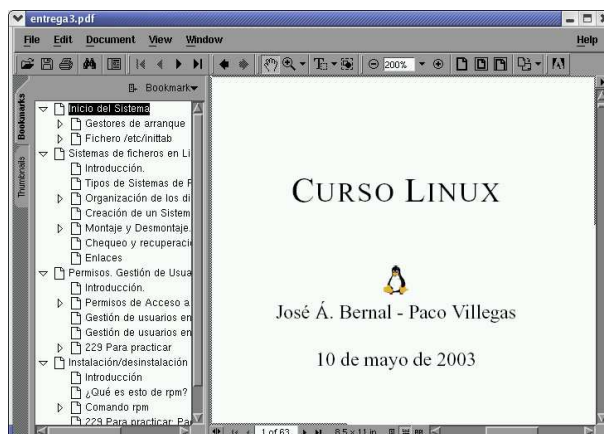 entrega3.pdf
File Edit Document View Window Help
200%
Bookmark
Bookmarks
Thumbnails
Inicio del Sistema
Gestores de arranque
Fichero /etc/inittab
Sistemas de ficheros en Li
Introducción.
Tipos de Sistemas de F
Organización de los di
Creación de un Sistem
Montaje y Desmontaje.
Chequeo y recuperaci
Enlaces
Permisos. Gestión de Usua
Introducción.
Permisos de Acceso a
Gestión de usuarios en
Gestión de usuarios en
229 Para practicar
Instalación/desinstalación
Introducción
¿Qué es esto de rpm?
Comando rpm
229 Para practicar: Pa
CURSO LINUX
José Á. Bernal - Paco Villegas
10 de mayo de 2003
1 of 63 8.5 x 11 in